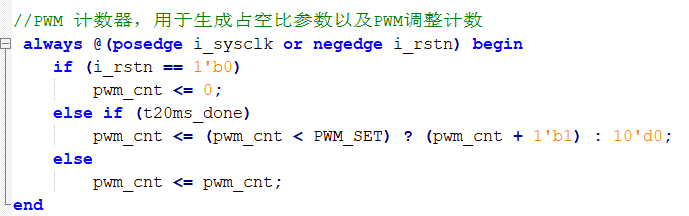 //PWM 计数器，用于生成占空比参数以及PWM调整计数
always @(posedge i_sysclk or negedge i_rstn) begin
if (i_rstn == 1'b0)
pwm_cnt <= 0;
else if (t20ms_done)
pwm_cnt <= (pwm_cnt < PWM_SET) ? (pwm_cnt + 1'b1) : 10'd0;
else
pwm_cnt <= pwm_cnt;
end